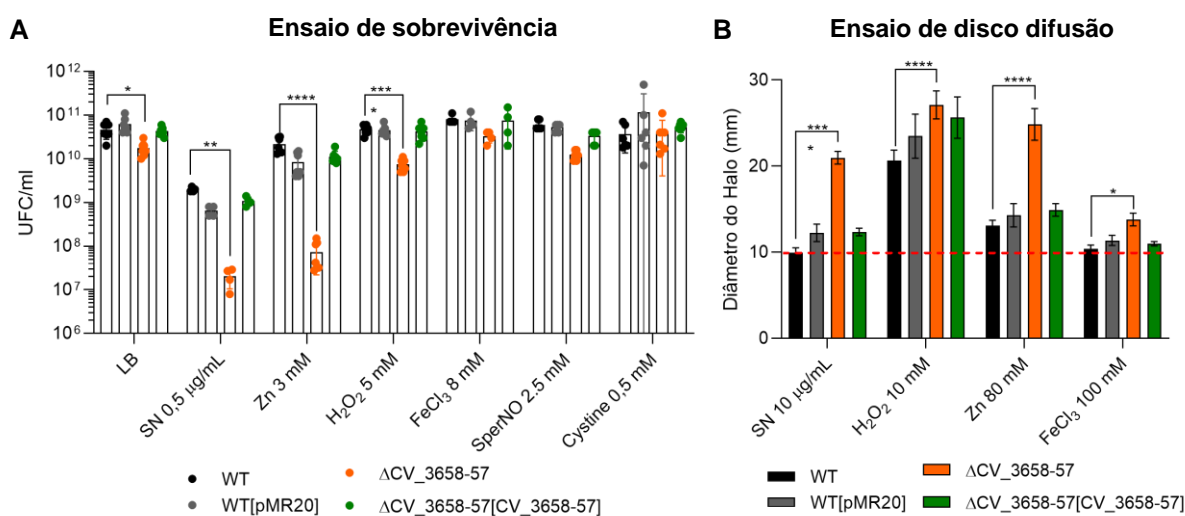 A
Ensaio de sobrevivência
UFC/ml
10¹²
10¹¹
10¹⁰
10⁹
10⁸
10⁷
10⁶
*
**
****
***
*
LB
SN 0,5 µg/mL
Zn 3 mM
H₂O₂ 5 mM
FeCl₃ 8 mM
SperNO 2.5 mM
Cystine 0,5 mM
WT
WT[pMR20]
ΔCV_3658-57
ΔCV_3658-57[CV_3658-57]
B
Ensaio de disco difusão
Diâmetro do Halo (mm)
30
20
10
0
***
*
****
****
*
SN 10 µg/mL
H₂O₂ 10 mM
Zn 80 mM
FeCl₃ 100 mM
WT
WT[pMR20]
ΔCV_3658-57
ΔCV_3658-57[CV_3658-57]